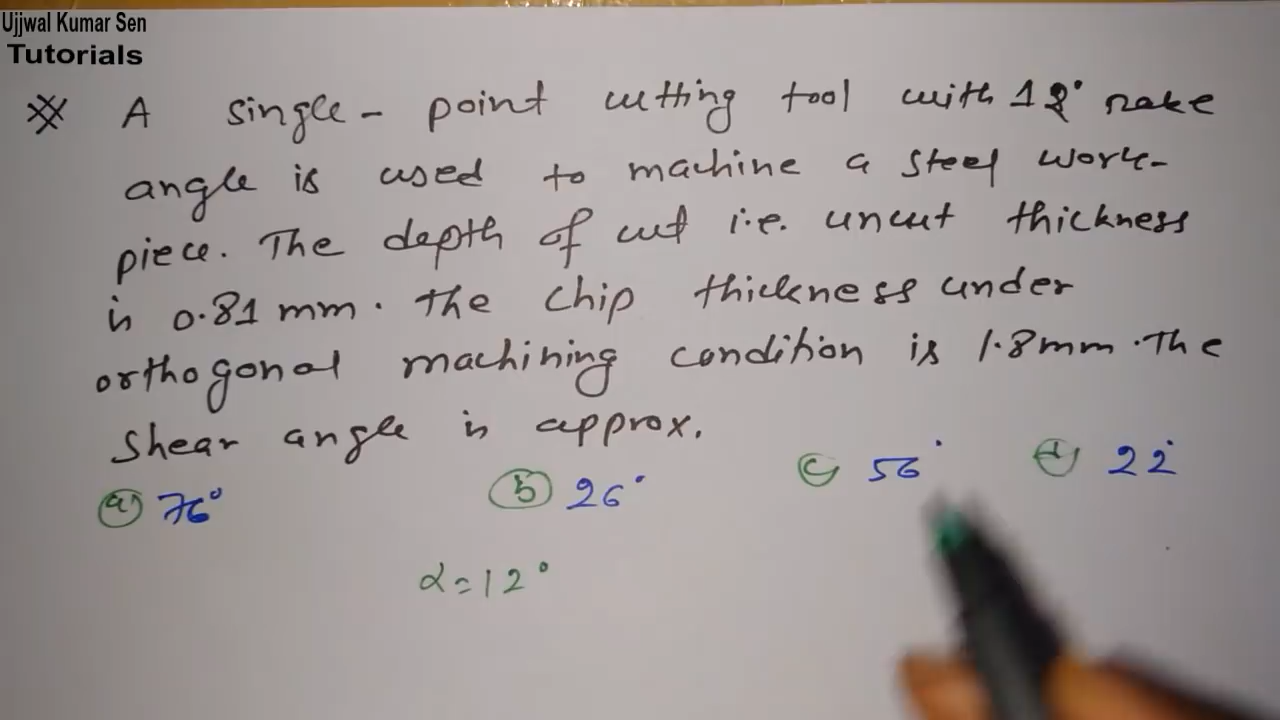 Ujjwal Kumar Sen
Tutorials
A single-point cutting tool with 12° rake
angle is used to machine a steel work-
piece. The depth of cut i.e. uncut thickness
is 0.81 mm. The chip thickness under
orthogonal machining condition is 1.8mm. The
shear angle is approx.
(a) 76° (b) 26° (c) 56° (d) 22°
α=12°